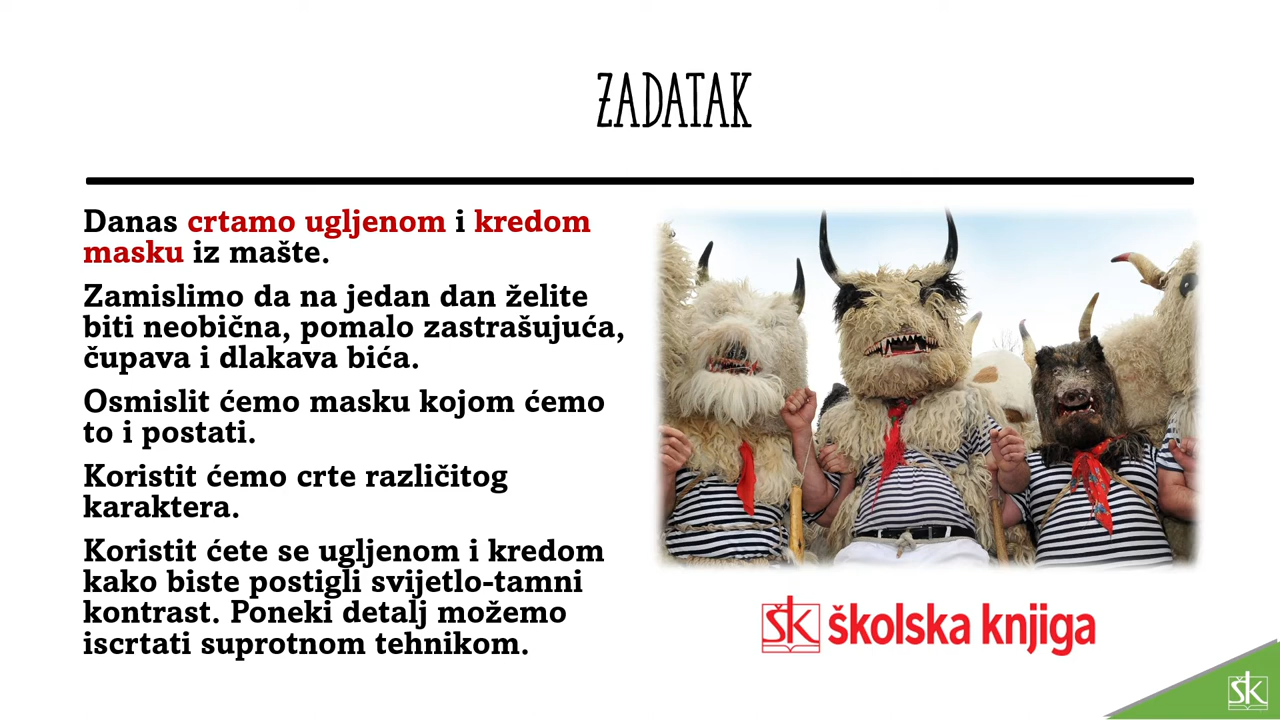 ZADATAK
Danas crtamo ugljenom i kredom
masku iz mašte.
Zamislimo da na jedan dan želite
biti neobična, pomalo zastrašujuća,
čupava i dlakava bića.
Osmislit ćemo masku kojom ćemo
to i postati.
Koristit ćemo crte različitog
karaktera.
Koristit ćete se ugljenom i kredom
kako biste postigli svijetlo-tamni
kontrast. Poneki detalj možemo
iscrtati suprotnom tehnikom.
šk školska knjiga
šk